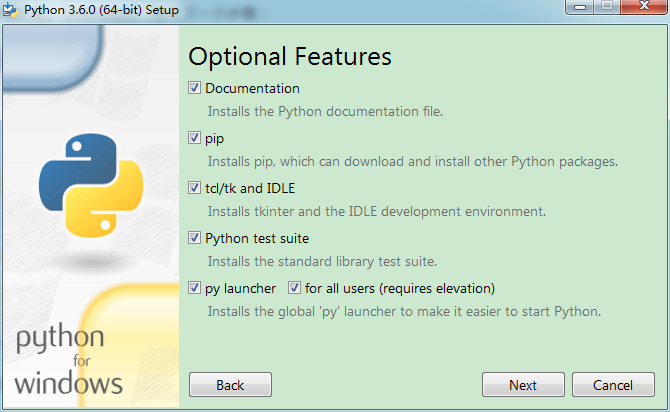 Python 3.6.0 (64-bit) Setup
Optional Features
Documentation
Installs the Python documentation file.
pip
Installs pip, which can download and install other Python packages.
tcl/tk and IDLE
Installs tkinter and the IDLE development environment.
Python test suite
Installs the standard library test suite.
py launcher for all users (requires elevation)
Installs the global 'py' launcher to make it easier to start Python.
python
for
windows
Back Next Cancel